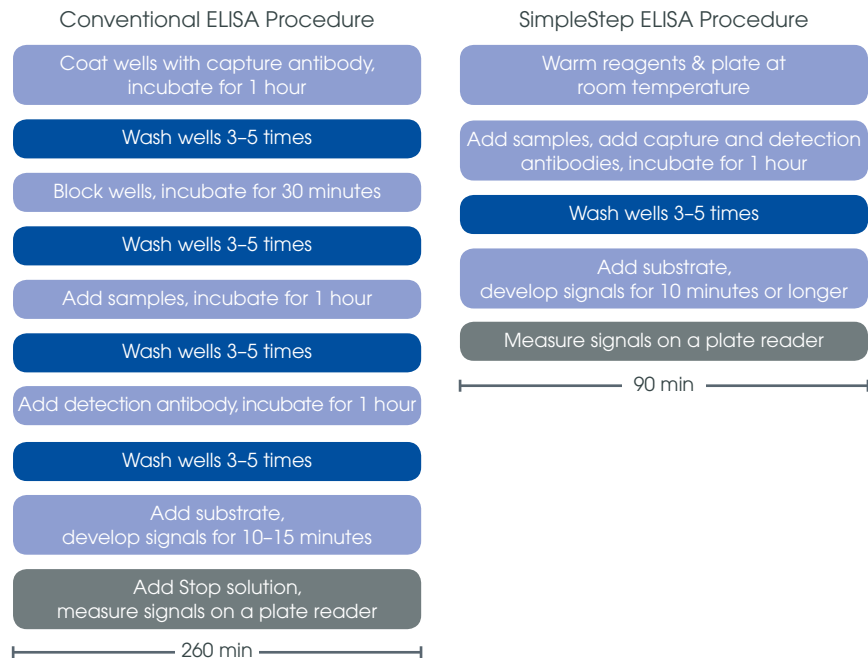 Conventional ELISA Procedure
Coat wells with capture antibody,
incubate for 1 hour
Wash wells 3–5 times
Block wells, incubate for 30 minutes
Wash wells 3–5 times
Add samples, incubate for 1 hour
Wash wells 3–5 times
Add detection antibody, incubate for 1 hour
Wash wells 3–5 times
Add substrate,
develop signals for 10–15 minutes
Add Stop solution,
measure signals on a plate reader
260 min
SimpleStep ELISA Procedure
Warm reagents & plate at
room temperature
Add samples, add capture and detection
antibodies, incubate for 1 hour
Wash wells 3–5 times
Add substrate,
develop signals for 10 minutes or longer
Measure signals on a plate reader
90 min